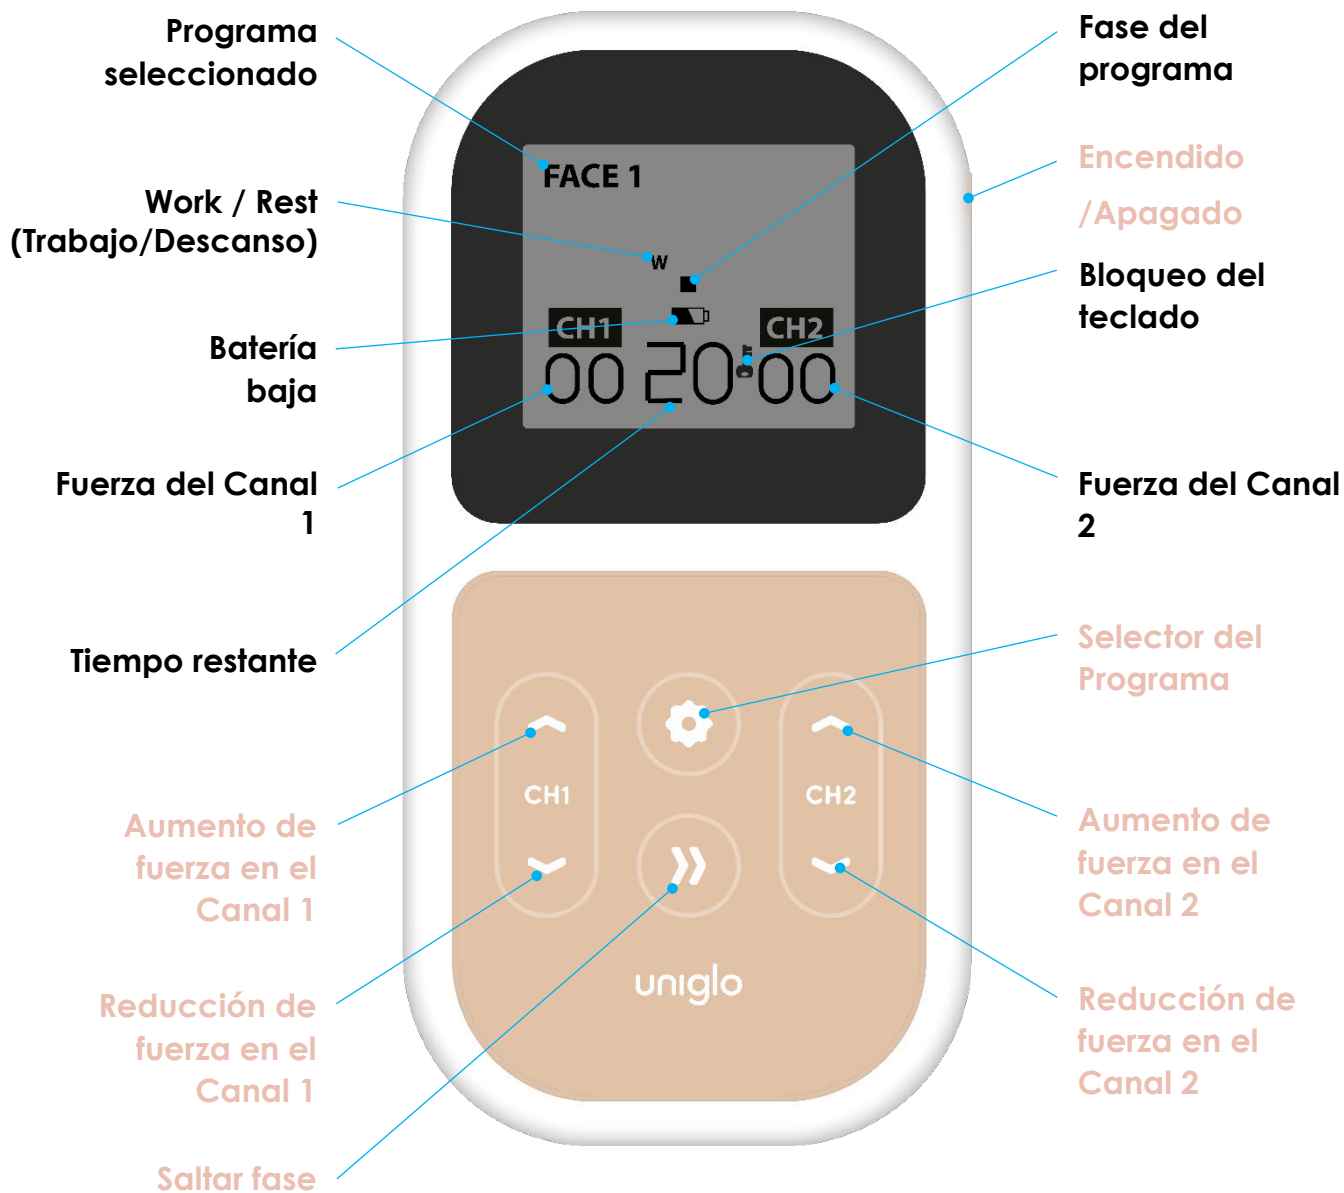 Programa
seleccionado
Work / Rest
(Trabajo/Descanso)
Batería
baja
Fuerza del Canal
1
Tiempo restante
Aumento de
fuerza en el
Canal 1
Reducción de
fuerza en el
Canal 1
Saltar fase
FACE 1
W
CH1
CH2
00
20
00
CH1
CH2
uniglo
Fase del
programa
Encendido
/Apagado
Bloqueo del
teclado
Fuerza del Canal
2
Selector del
Programa
Aumento de
fuerza en el
Canal 2
Reducción de
fuerza en el
Canal 2